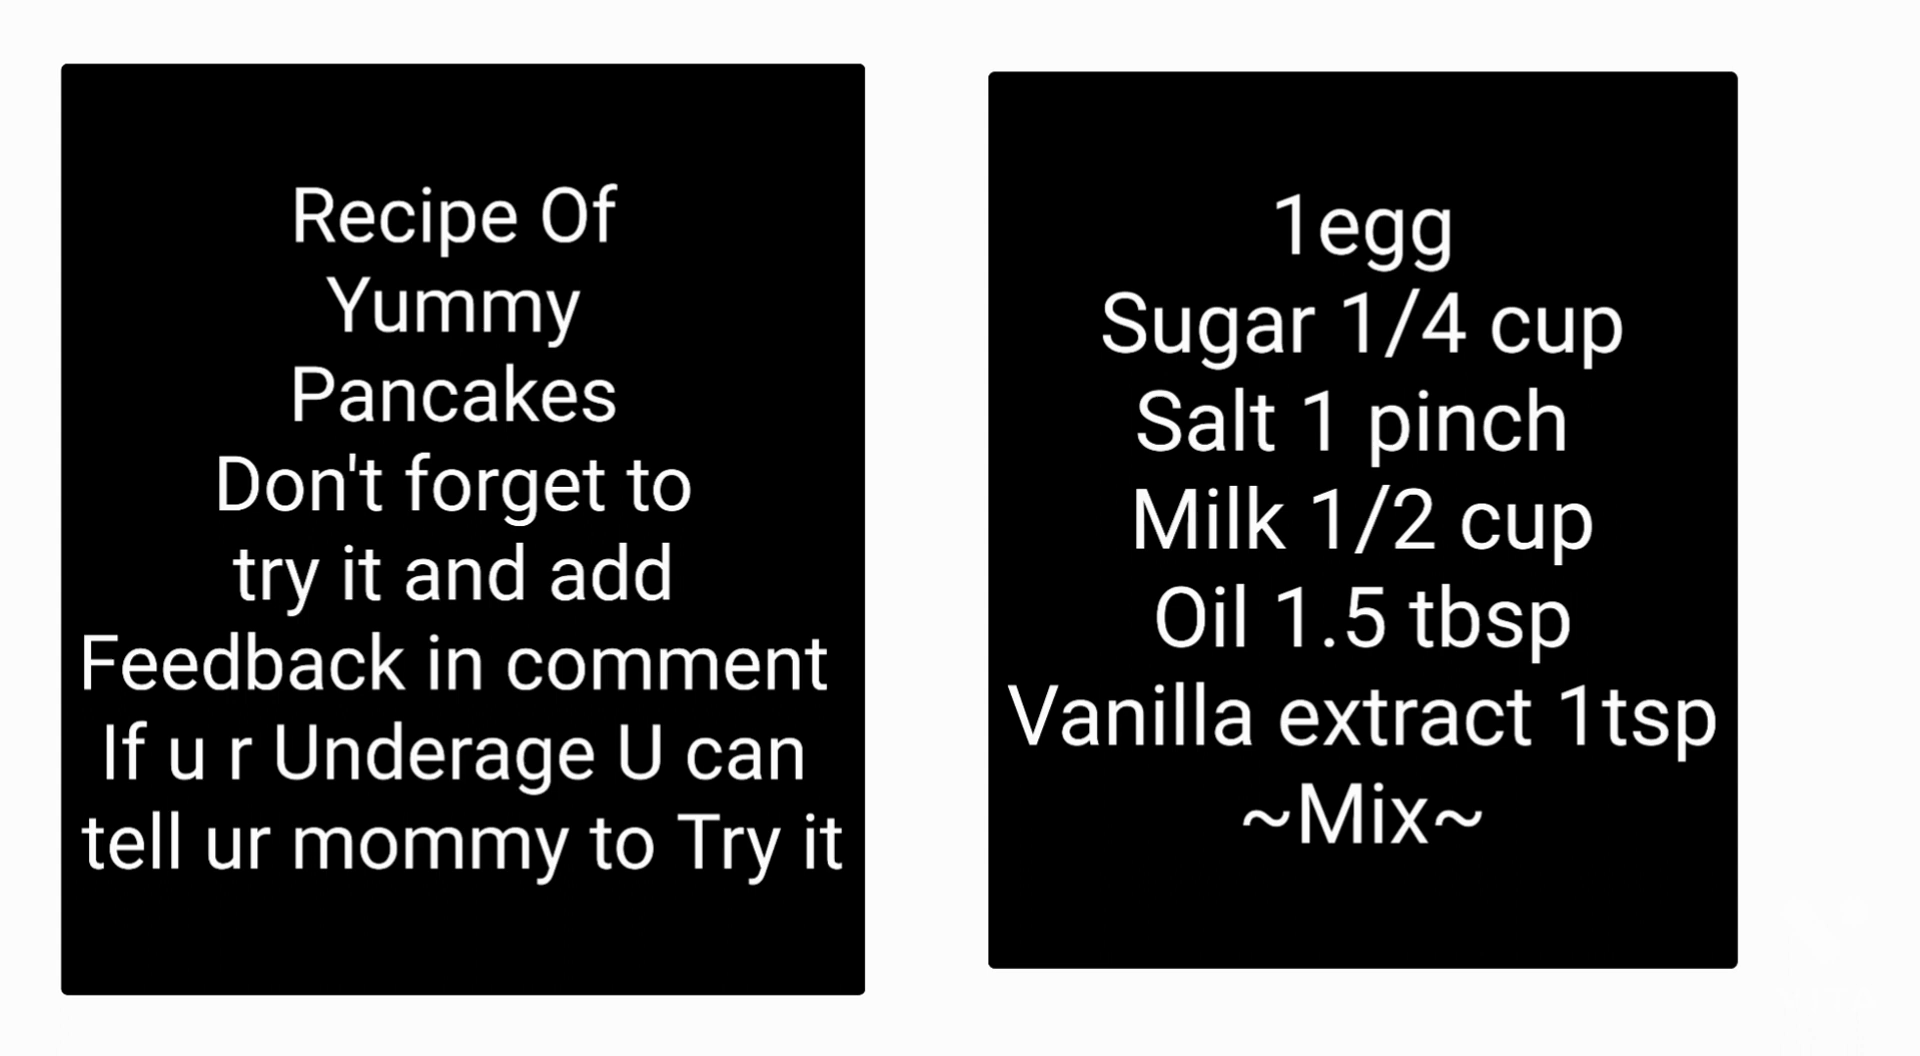 Recipe Of
Yummy
Pancakes
Don't forget to
try it and add
Feedback in comment
If u r Underage U can
tell ur mommy to Try it
1egg
Sugar 1/4 cup
Salt 1 pinch
Milk 1/2 cup
Oil 1.5 tbsp
Vanilla extract 1tsp
~Mix~